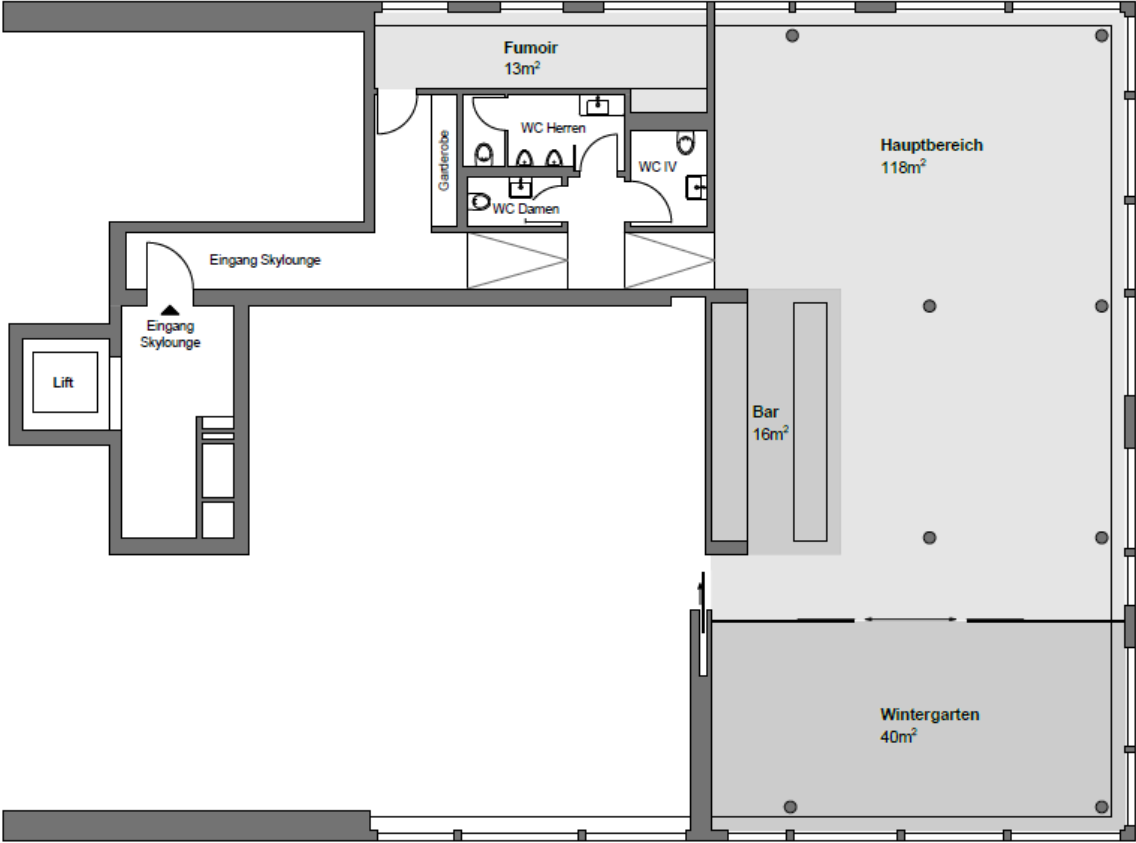 Fumoir
13m²
Hauptbereich
118m²
WC Herren
Garderobe
WC IV
WC Damen
Eingang Skylounge
Eingang
Skylounge
Lift
Bar
16m²
Wintergarten
40m²